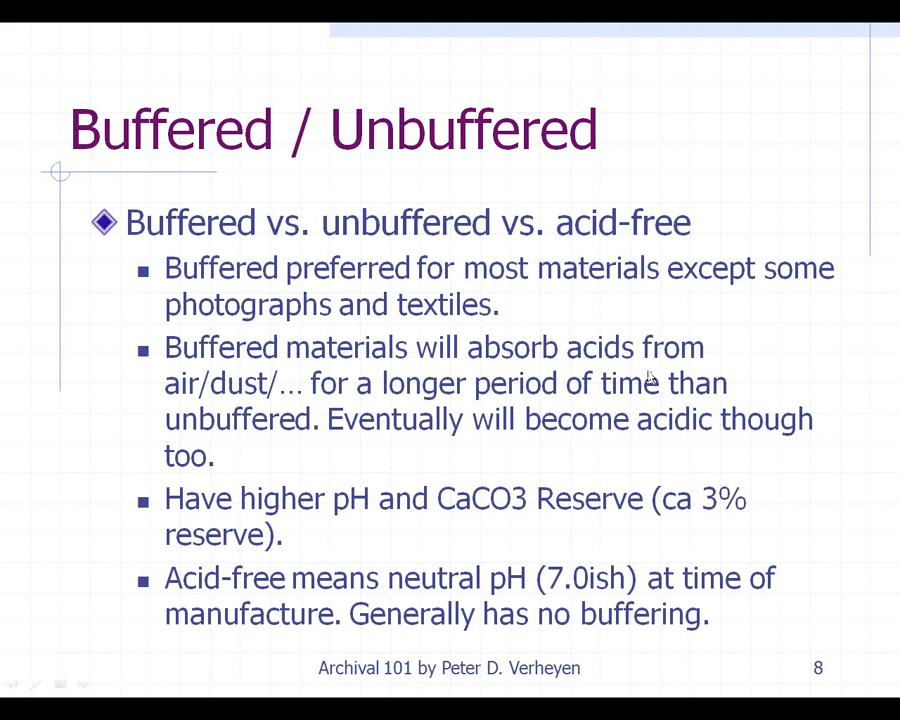 Buffered / Unbuffered
Buffered vs. unbuffered vs. acid-free
Buffered preferred for most materials except some
photographs and textiles.
Buffered materials will absorb acids from
air/dust/... for a longer period of time than
unbuffered. Eventually will become acidic though
too.
Have higher pH and CaCO3 Reserve (ca 3%
reserve).
Acid-free means neutral pH (7.0ish) at time of
manufacture. Generally has no buffering.
Archival 101 by Peter D. Verheyen
8